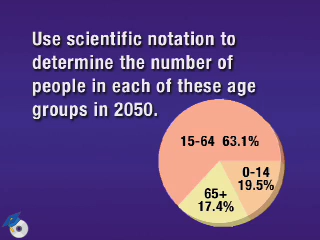 Use scientific notation to
determine the number of
people in each of these age
groups in 2050.
15-64 63.1%
0-14
19.5%
65+
17.4%